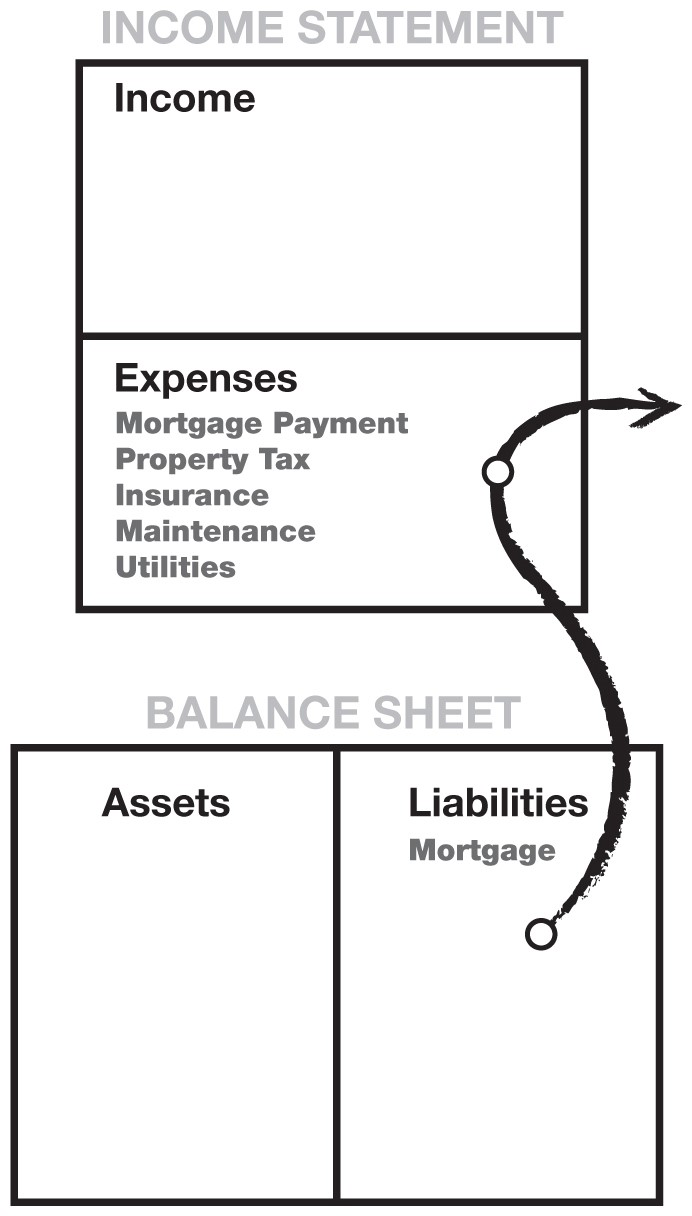 INCOME STATEMENT
Income
Expenses
Mortgage Payment
Property Tax
Insurance
Maintenance
Utilities
BALANCE SHEET
Assets
Liabilities
Mortgage